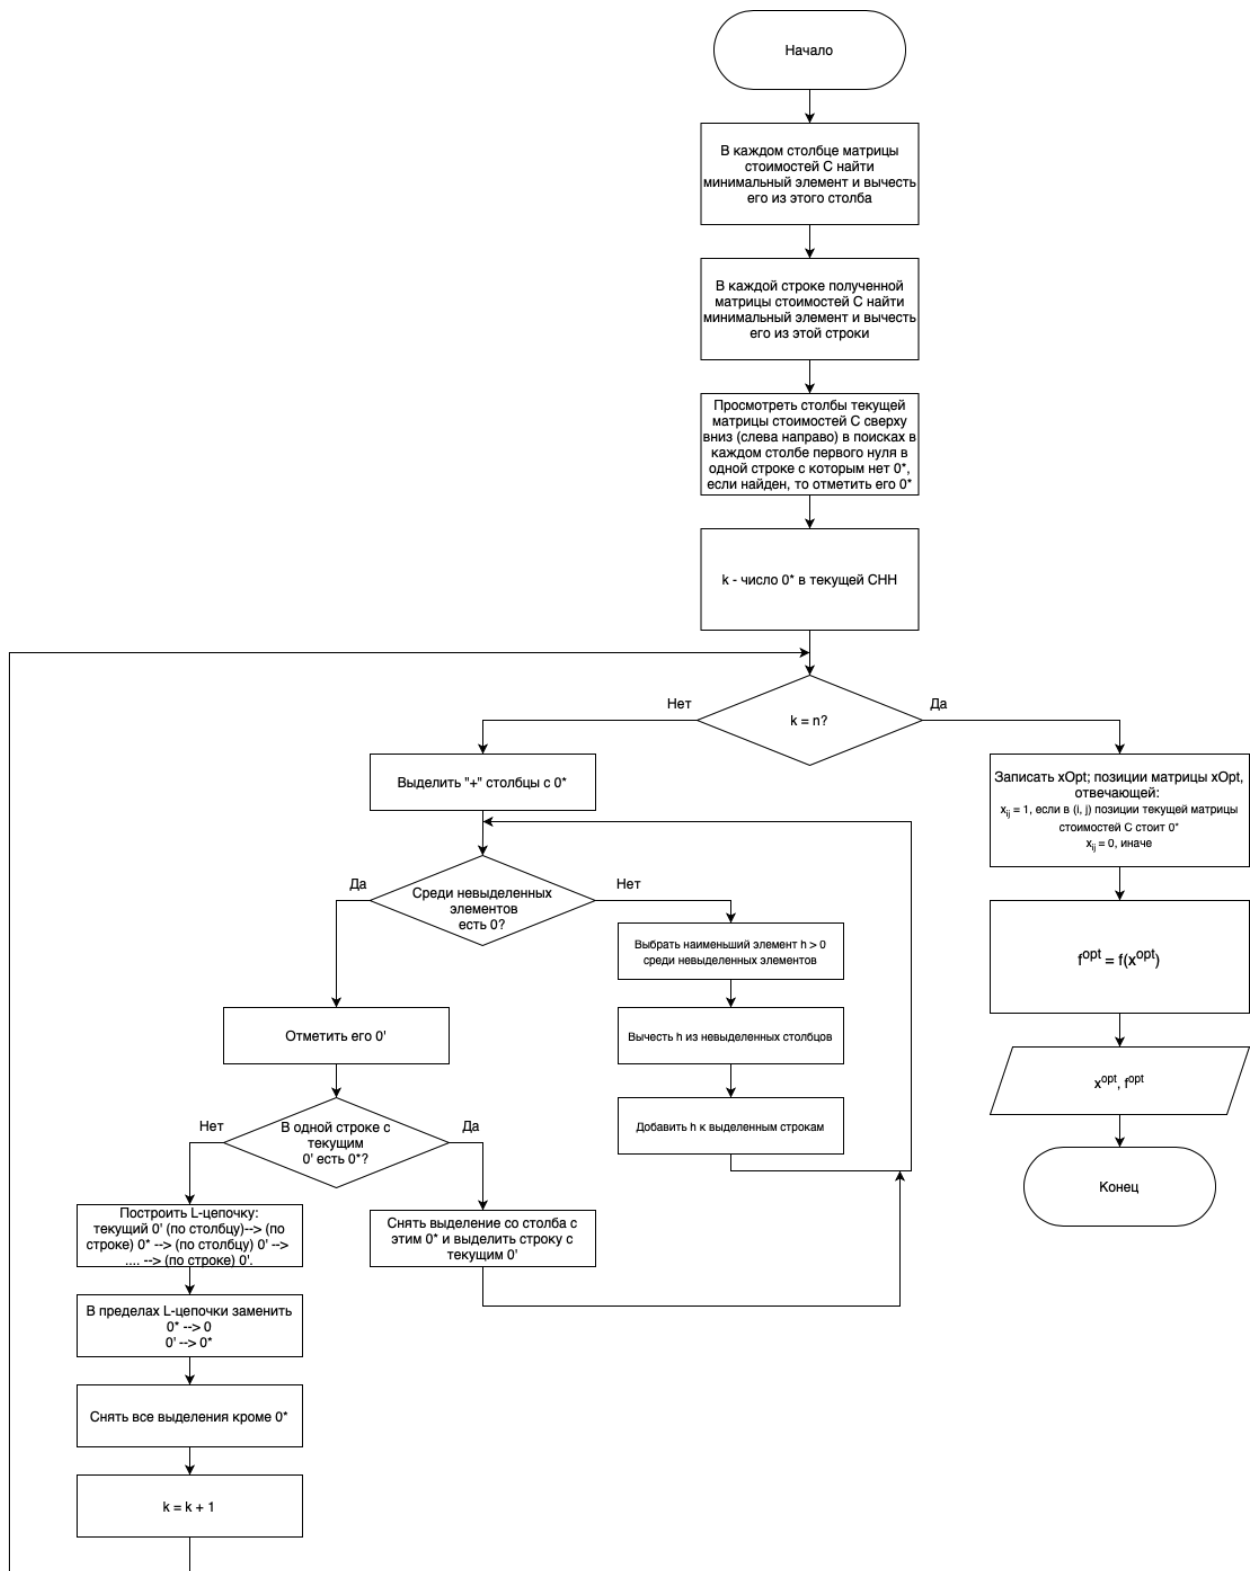 Начало
В каждом столбце матрицы
стоимостей С найти
минимальный элемент и вычесть
его из этого столба
В каждой строке полученной
матрицы стоимостей С найти
минимальный элемент и вычесть
его из этой строки
Просмотреть столбы текущей
матрицы стоимостей С сверху
вниз (слева направо) в поисках в
каждом столбе первого нуля в
одной строке с которым нет 0*,
если найден, то отметить его 0*
k - число 0* в текущей СНН
k = n?
Нет
Да
Выделить "+" столбцы с 0*
Записать xOpt; позиции матрицы xOpt,
отвечающей:
xij = 1, если в (i, j) позиции текущей матрицы
стоимостей С стоит 0*
xij = 0, иначе
Среди невыделенных
элементов
есть 0?
Да
Нет
Выбрать наименьший элемент h > 0
среди невыделенных элементов
f^opt = f(x^opt)
Отметить его 0'
Вычесть h из невыделенных столбцов
x^opt, f^opt
В одной строке с
текущим
0' есть 0*?
Нет
Да
Добавить h к выделенным строкам
Конец
Построить L-цепочку:
текущий 0' (по столбцу)--> (по
строке) 0* --> (по столбцу) 0' -->
.... --> (по строке) 0'.
Снять выделение со столба с
этим 0* и выделить строку с
текущим 0'
В пределах L-цепочки заменить
0* --> 0
0' --> 0*
Снять все выделения кроме 0*
k = k + 1